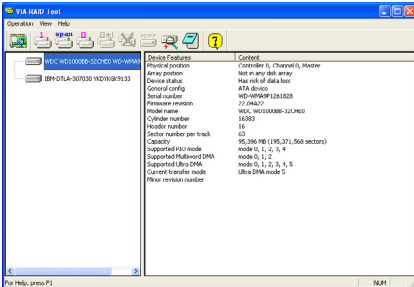 VIA RAID Tool
Operation View Help
WDC WD1000BB-32CHE0 WD-WMA9
IBM-DTLA-307030 YKDYKGK9133
Device Features Content
Physical position Controller 0, Channel 0, Master
Array position Not in any disk array
Device status Has risk of data loss
General config ATA device
Serial number WD-WMA9P1261828
Firmware revision 22.04A22
Model name WDC WD1000BB-32CHE0
Cylinder number 16383
Header number 16
Sector number per track 63
Capacity 95,396 MB (195,371,568 sectors)
Supported PIO mode mode 0, 1, 2, 3, 4
Supported Multiword DMA mode 0, 1, 2
Supported Ultra DMA mode 0, 1, 2, 3, 4, 5
Current transfer mode Ultra DMA mode 5
Minor revision number
For Help, press F1 NUM